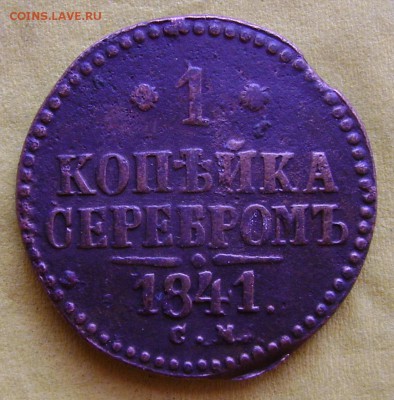 COINS.LAVE.RU
1
КОПѢЙКА
СЕРЕБРОМЪ
1841.
С.М.